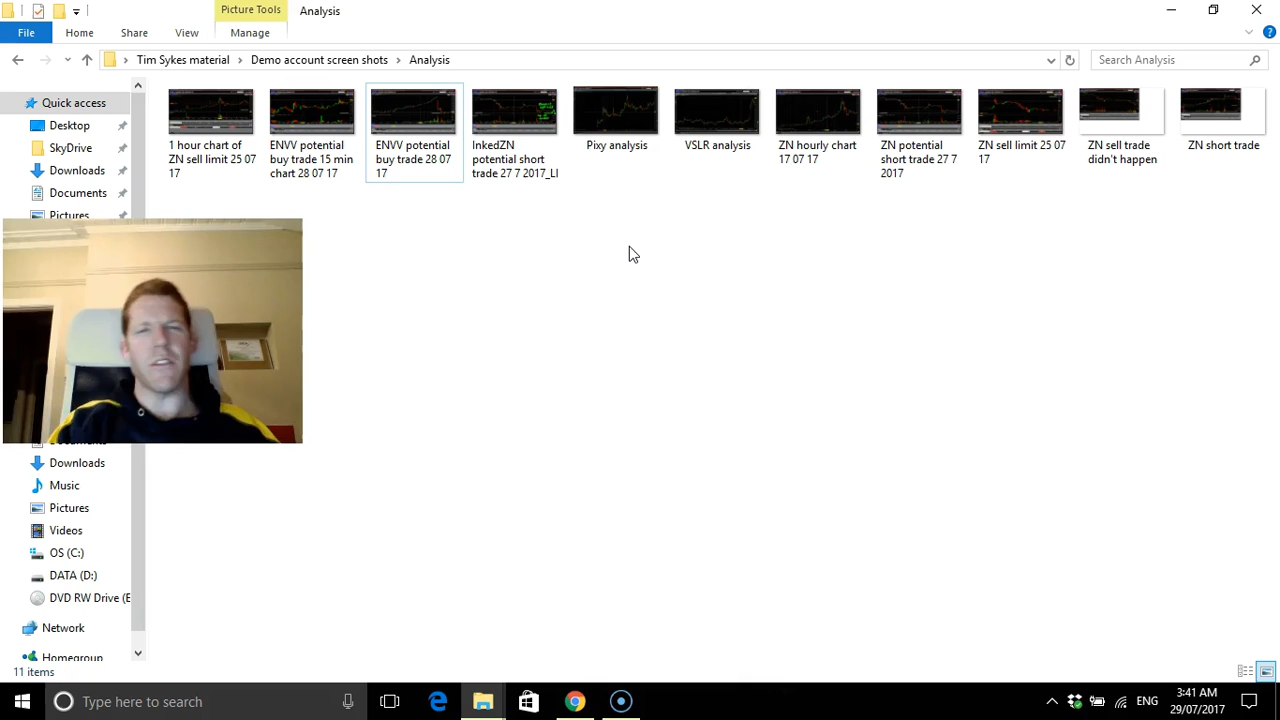 Picture Tools
Analysis
File
Home
Share
View
Manage
Tim Sykes material
Demo account screen shots
Analysis
Search Analysis
Quick access
Desktop
SkyDrive
Downloads
Documents
Pictures
Downloads
Music
Pictures
Videos
OS (C:)
DATA (D:)
DVD RW Drive (E
Network
Homegroup
1 hour chart of
ZN sell limit 25 07
17
ENVV potential
buy trade 15 min
chart 28 07 17
ENVV potential
buy trade 28 07
17
InkedZN
potential short
trade 27 7 2017_LI
Pixy analysis
VSLR analysis
ZN hourly chart
17 07 17
ZN potential
short trade 27 7
2017
ZN sell limit 25 07
17
ZN sell trade
didn't happen
ZN short trade
11 items
Type here to search
ENG
3:41 AM
29/07/2017